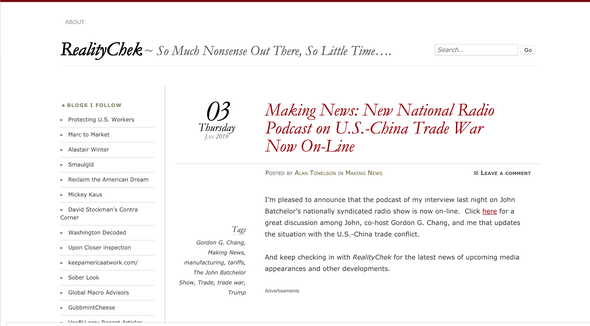 ABOUT
RealityChek ~ So Much Nonsense Out There, So Little Time….
Search...
Go
BLOGS I FOLLOW
Protecting U.S. Workers
Marc to Market
Alastair Winter
Smaulgld
Reclaim the American Dream
Mickey Kaus
David Stockman's Contra
Corner
Washington Decoded
Upon Closer inspection
keepamericaatwork.com/
Sober Look
Global Macro Advisors
GubbmintCheese
03
Thursday
Jan 2019
Tags
Gordon G. Chang,
Making News,
manufacturing, tariffs,
The John Batchelor
Show, Trade, trade war,
Trump
Making News: New National Radio
Podcast on U.S.-China Trade War
Now On-Line
Posted by Alan Tonelson in Making News
≈ Leave a comment
I'm pleased to announce that the podcast of my interview last night on John
Batchelor's nationally syndicated radio show is now on-line.  Click here for a
great discussion among John, co-host Gordon G. Chang, and me that updates
the situation with the U.S.-China trade conflict.
And keep checking in with RealityChek for the latest news of upcoming media
appearances and other developments.
Advertisements